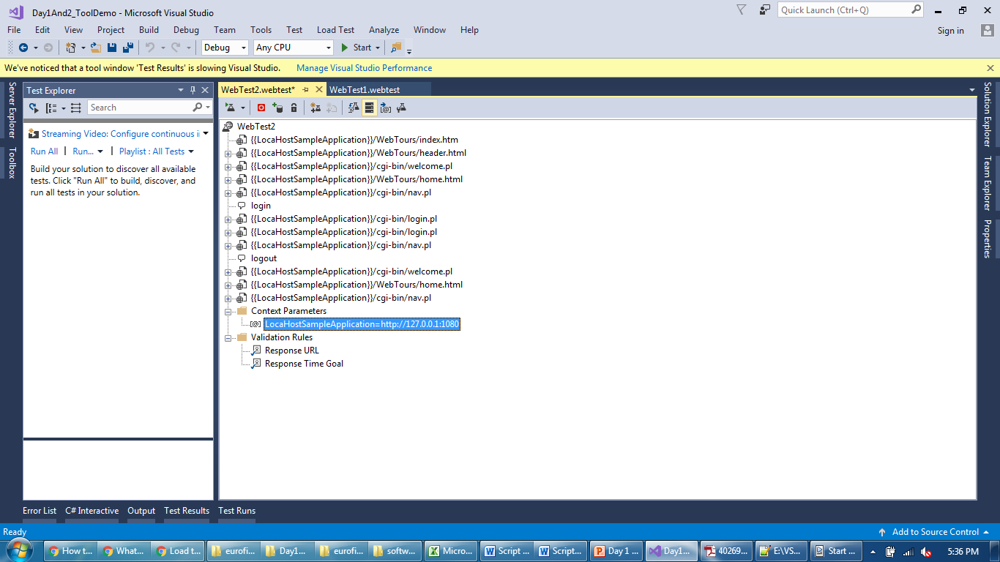 Day1And2_ToolDemo - Microsoft Visual Studio
Quick Launch (Ctrl+Q)
File Edit View Project Build Debug Team Tools Test Load Test Analyze Window Help
Sign in
Debug Any CPU Start
We've noticed that a tool window 'Test Results' is slowing Visual Studio. Manage Visual Studio Performance
Server Explorer
Toolbox
Test Explorer
Search
Streaming Video: Configure continuous i
Run All | Run... | Playlist : All Tests
Build your solution to discover all available
tests. Click "Run All" to build, discover, and
run all tests in your solution.
WebTest2.webtest* WebTest1.webtest
WebTest2
{{LocaHostSampleApplication}}/WebTours/index.htm
{{LocaHostSampleApplication}}/WebTours/header.html
{{LocaHostSampleApplication}}/cgi-bin/welcome.pl
{{LocaHostSampleApplication}}/WebTours/home.html
{{LocaHostSampleApplication}}/cgi-bin/nav.pl
login
{{LocaHostSampleApplication}}/cgi-bin/login.pl
{{LocaHostSampleApplication}}/cgi-bin/login.pl
{{LocaHostSampleApplication}}/cgi-bin/nav.pl
logout
{{LocaHostSampleApplication}}/cgi-bin/welcome.pl
{{LocaHostSampleApplication}}/WebTours/home.html
{{LocaHostSampleApplication}}/cgi-bin/nav.pl
Context Parameters
LocaHostSampleApplication=http://127.0.0.1:1080
Validation Rules
Response URL
Response Time Goal
Solution Explorer
Team Explorer
Properties
Error List C# Interactive Output Test Results Test Runs
Ready
Add to Source Control
How t... What... Load t... eurofi... Day1... eurofi... softw... Micro... Script ... Script... Day 1 ... Day1... 40269... E:\VS... Start ... 5:36 PM